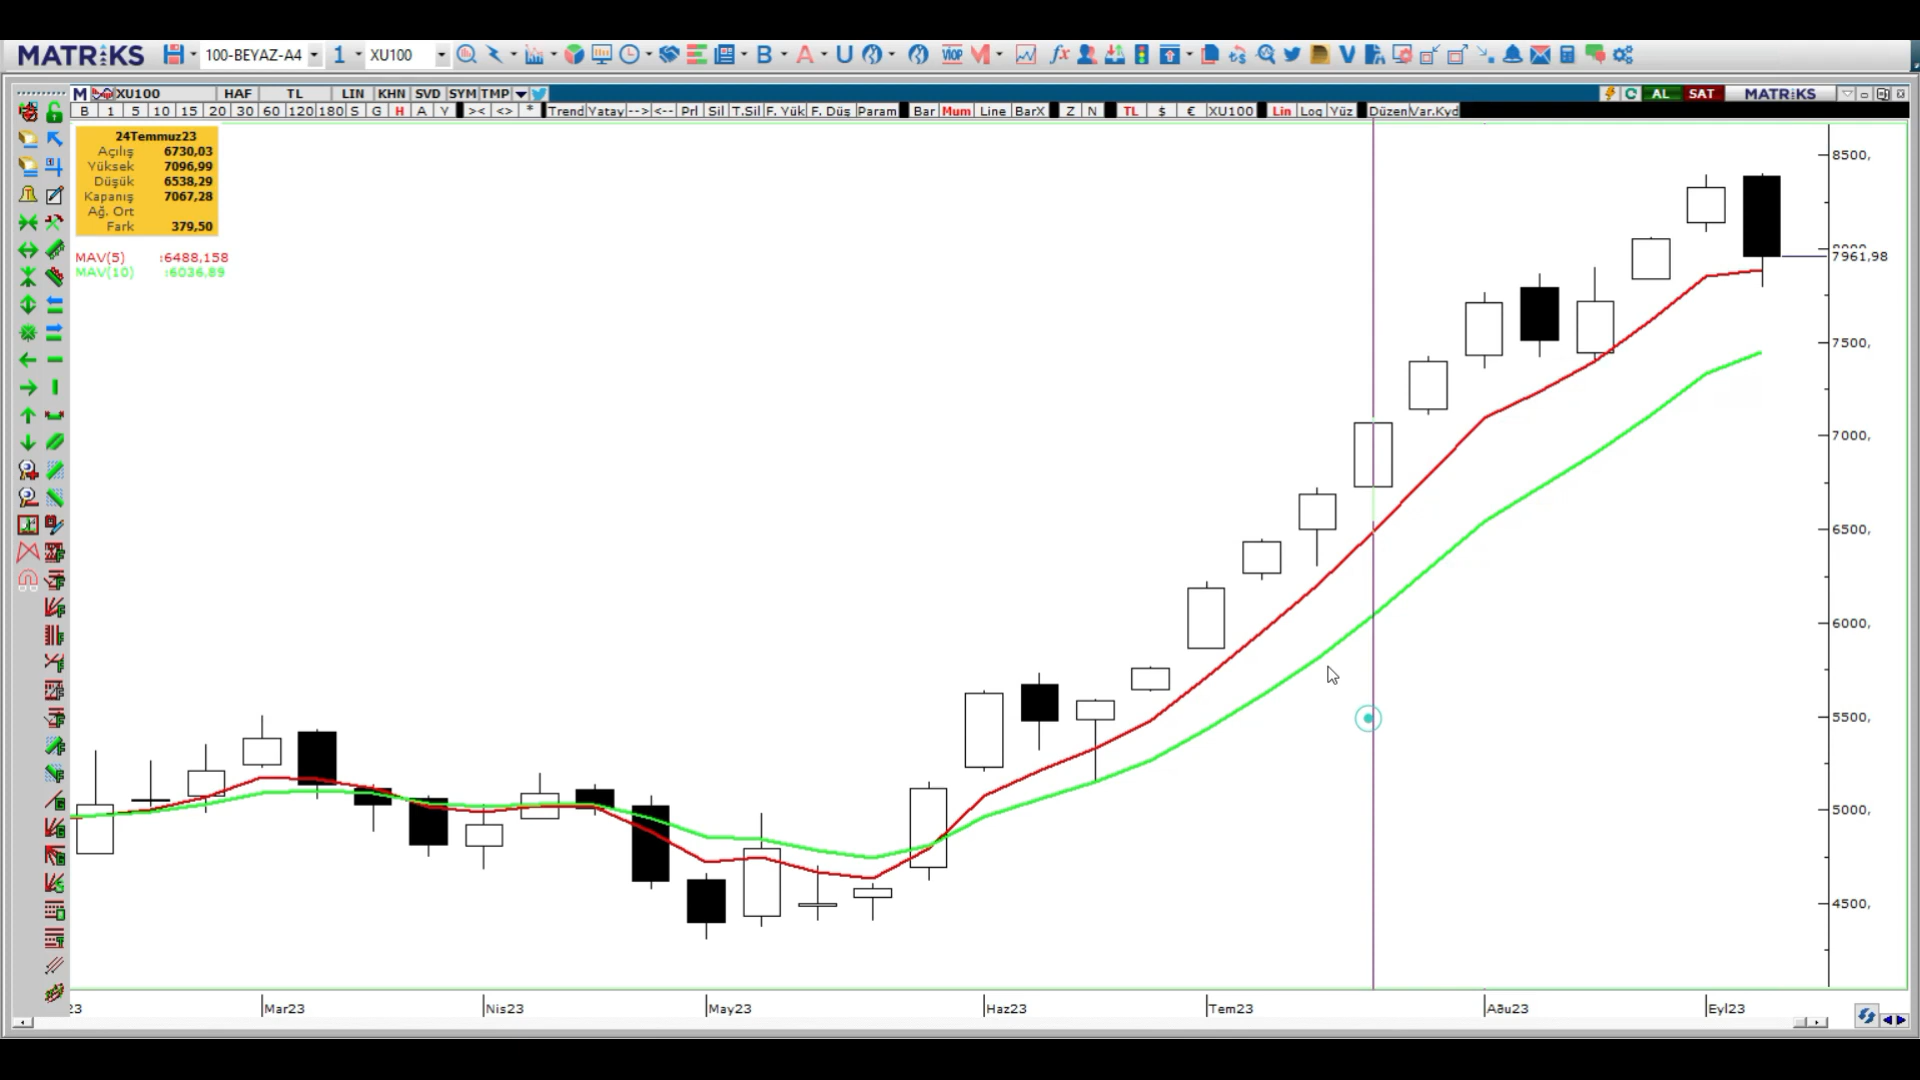 MATRiKS 100-BEYAZ-A4 1 XU100 B A U VIOP M fx V
M XU100 HAF TL LIN KHN SVD SYM TMP AL SAT MATRiKS
B 1 5 10 15 20 30 60 120 180 S G H A Y >< <> * Trend Yatay --> <-- Prl Sil T.Sil F. Yük F. Düş Param Bar Mum Line BarX Z N TL $ € XU100 Lin Log Yüz Düzen Var.Kyd
24Temmuz23
Açılış 6730,03
Yüksek 7096,99
Düşük 6538,29
Kapanış 7067,28
Ağ. Ort
Fark 379,50
MAV(5) :6488,158
MAV(10) :6036,89
8500,
7961,98
7500,
7000,
6500,
6000,
5500,
5000,
4500,
23 Mar23 Nis23 May23 Haz23 Tem23 Aðu23 Eyl23